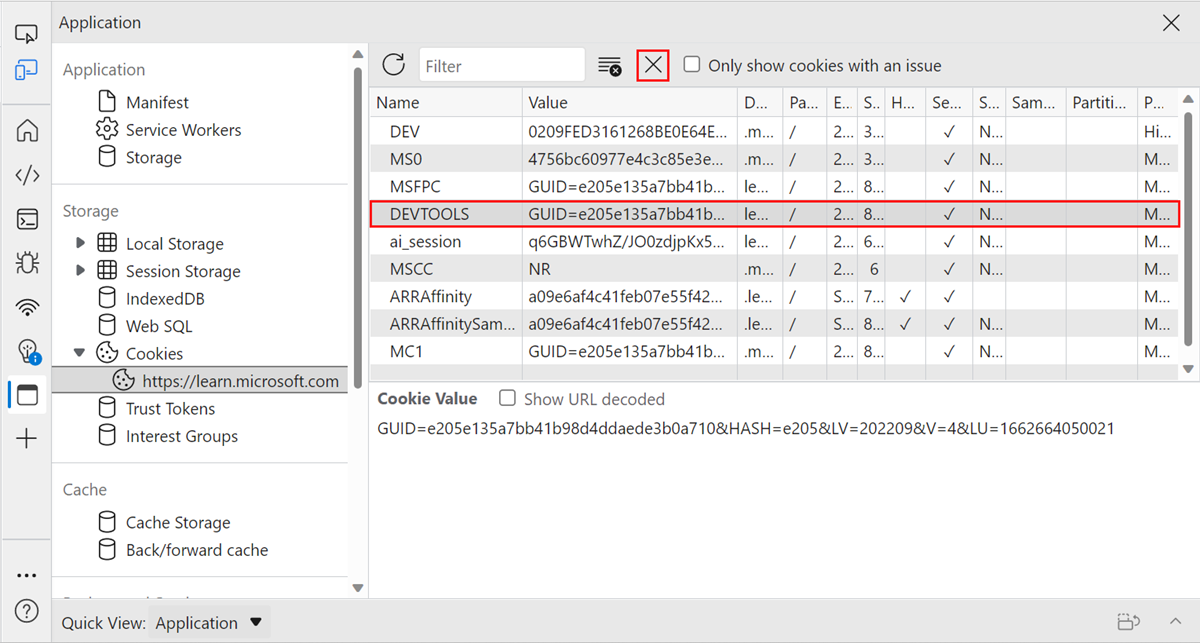 Application
Application
Manifest
Service Workers
Storage
Storage
Local Storage
Session Storage
IndexedDB
Web SQL
Cookies
https://learn.microsoft.com
Trust Tokens
Interest Groups
Cache
Cache Storage
Back/forward cache
Filter
Only show cookies with an issue
Name Value D... Pa... E... S... H... Se... S... Sam... Partiti... P...
DEV 0209FED3161268BE0E64E... .m... / 2... 3... ✓ N... Hi...
MS0 4756bc60977e4c3c85e3e... .m... / 2... 3... ✓ N... M...
MSFPC GUID=e205e135a7bb41b... le... / 2... 8... ✓ N... M...
DEVTOOLS GUID=e205e135a7bb41b... le... / 2... 8... ✓ N... M...
ai_session q6GBWTwhZ/JO0zdjpKx5... le... / 2... 6... ✓ N... M...
MSCC NR .m... / 2... 6 ✓ N... M...
ARRAffinity a09e6af4c41feb07e55f42... .le... / S... 7... ✓ ✓ M...
ARRAffinitySam... a09e6af4c41feb07e55f42... .le... / S... 8... ✓ ✓ N... M...
MC1 GUID=e205e135a7bb41b... .m... / 2... 8... ✓ N... M...
Cookie Value Show URL decoded
GUID=e205e135a7bb41b98d4ddaede3b0a710&HASH=e205&LV=202209&V=4&LU=1662664050021
Quick View: Application